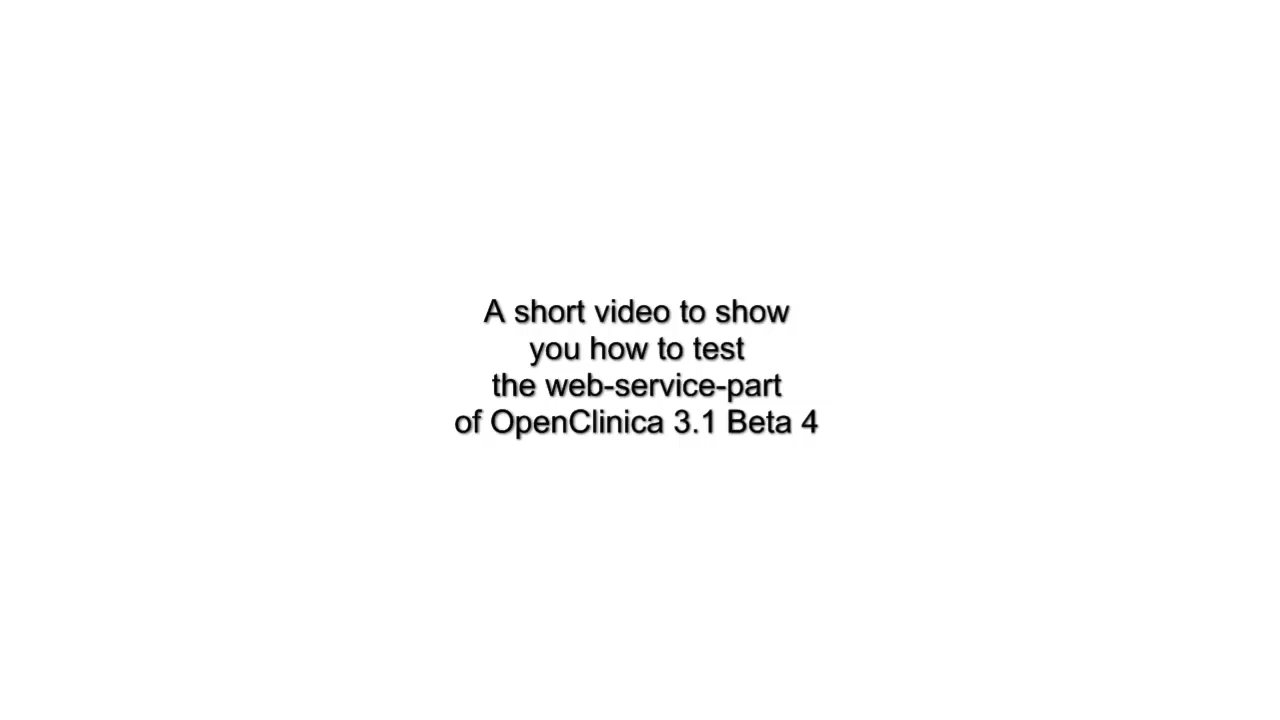 A short video to show
you how to test
the web-service-part
of OpenClinica 3.1 Beta 4